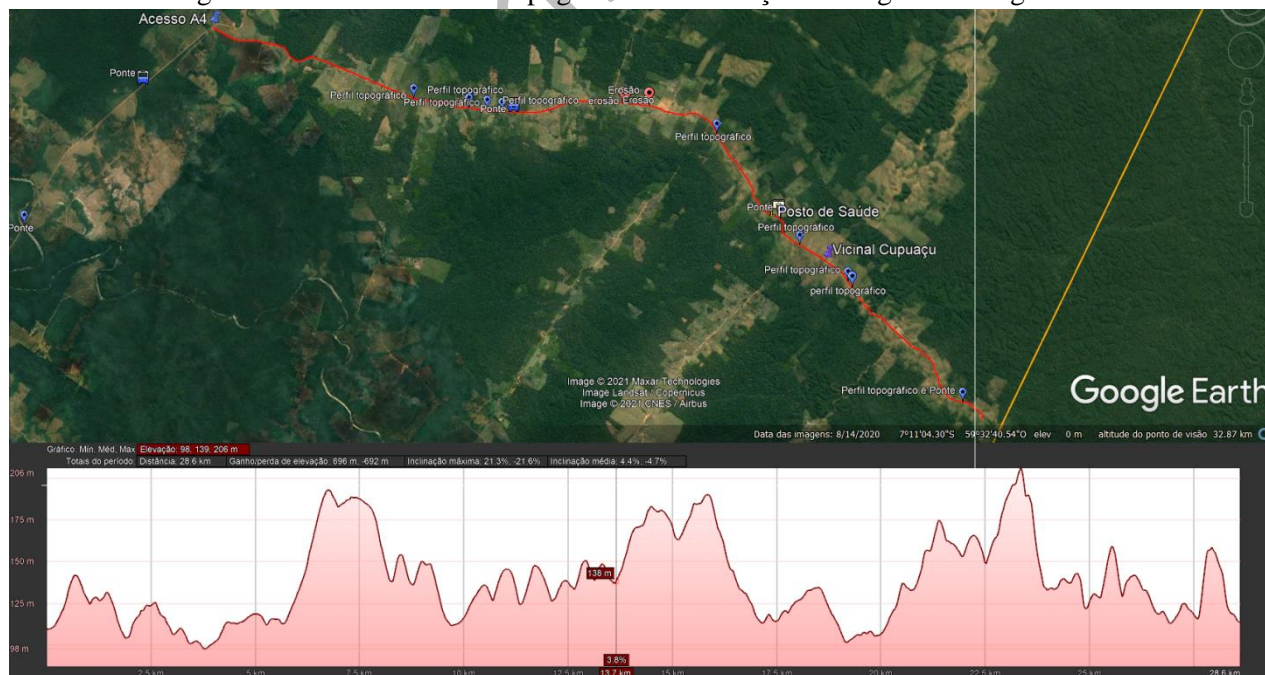 Acesso A4
Ponte
Perfil topográfico
Perfil topográfico
Perfil topográfico
Ponte
Perfil topográfico
erosão
Erosão
Erosão
Perfil topográfico
Ponte
Ponte
Posto de Saúde
Perfil topográfico
Vicinal Cupuaçu
Perfil topográfico
perfil topográfico
Perfil topográfico e Ponte
Image © 2021 Maxar Technologies
Image Landsat / Copernicus
Image © 2021 CNES / Airbus
Google Earth
Data das imagens: 8/14/2020 7°11'04.30"S 59°32'40.54"O elev 0 m altitude do ponto de visão 32.87 km
Gráfico: Mín, Méd, Máx Elevação: 98, 139, 206 m
Totais do período: Distância: 28.6 km Ganho/perda de elevação: 696 m, -692 m Inclinação máxima: 21.3%, -21.6% Inclinação média: 4.4%, -4.7%
206 m
175 m
150 m
125 m
98 m
138 m
3.8%
2.5 km 5 km 7.5 km 10 km 12.5 km 13.7 km 15 km 17.5 km 20 km 22.5 km 25 km 28.6 km